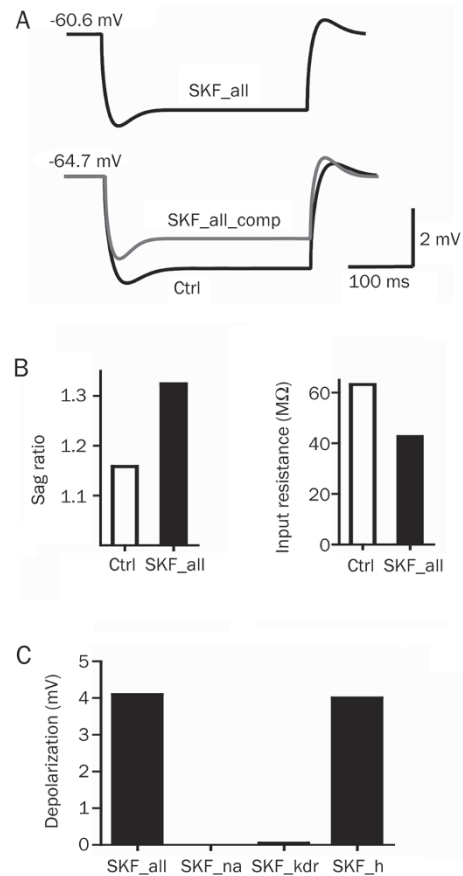 A
-60.6 mV
SKF_all
-64.7 mV
SKF_all_comp
Ctrl
2 mV
100 ms
B
Sag ratio
1.3
1.2
1.1
Ctrl SKF_all
Input resistance (MΩ)
60
40
20
0
Ctrl SKF_all
C
Depolarization (mV)
5
4
3
2
1
0
SKF_all SKF_na SKF_kdr SKF_h